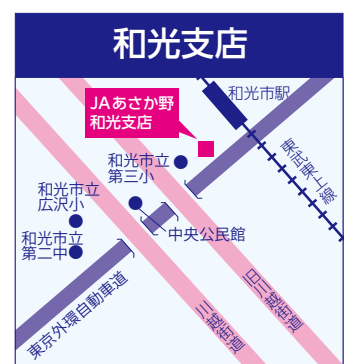 和光支店
和光市駅
JAあさか野
和光支店
東武東上線
和光市立
第三小
和光市立
広沢小
中央公民館
和光市立
第二中
東京外環自動車道
川越街道
旧川越街道